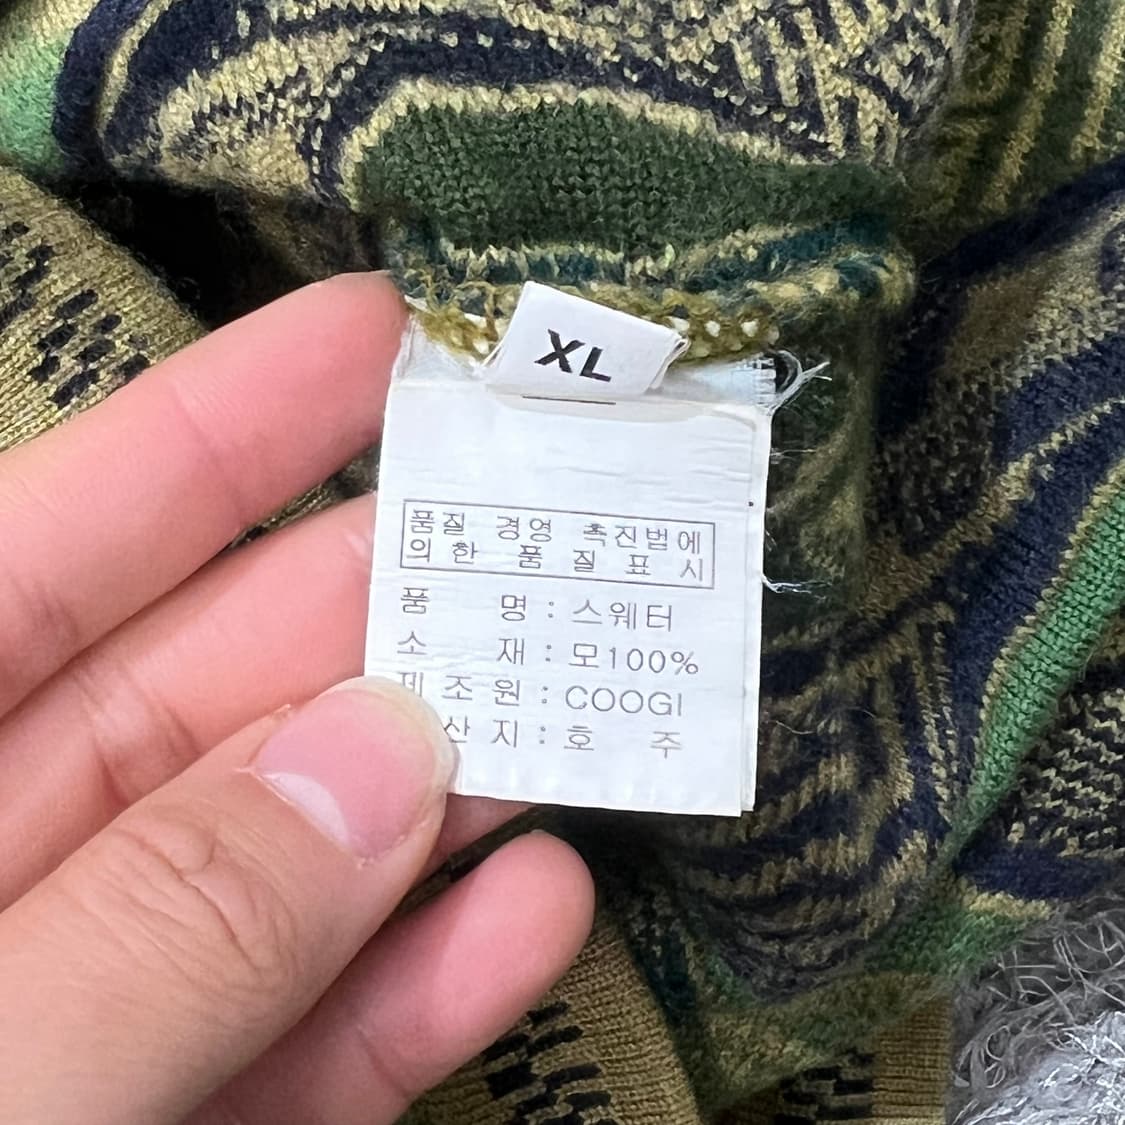 XL
품질 경영 촉진법에
의한 품 질 표 시
품 명 : 스웨터
소 재 : 모100%
제 조 원 : COOGI
산 지 : 호 주